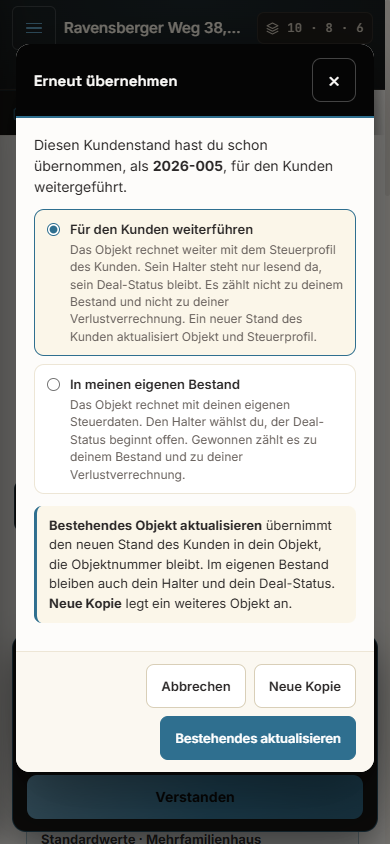 Ravensberger Weg 38,...
10 · 8 · 6
Erneut übernehmen
Diesen Kundenstand hast du schon
übernommen, als 2026-005, für den Kunden
weitergeführt.
Für den Kunden weiterführen
Das Objekt rechnet weiter mit dem Steuerprofil
des Kunden. Sein Halter steht nur lesend da,
sein Deal-Status bleibt. Es zählt nicht zu deinem
Bestand und nicht zu deiner
Verlustverrechnung. Ein neuer Stand des
Kunden aktualisiert Objekt und Steuerprofil.
In meinen eigenen Bestand
Das Objekt rechnet mit deinen eigenen
Steuerdaten. Den Halter wählst du, der Deal-
Status beginnt offen. Gewonnen zählt es zu
deinem Bestand und zu deiner
Verlustverrechnung.
Bestehendes Objekt aktualisieren übernimmt
den neuen Stand des Kunden in dein Objekt,
die Objektnummer bleibt. Im eigenen Bestand
bleiben auch dein Halter und dein Deal-Status.
Neue Kopie legt ein weiteres Objekt an.
Abbrechen
Neue Kopie
Bestehendes aktualisieren
Verstanden
Standardwerte · Mehrfamilienhaus